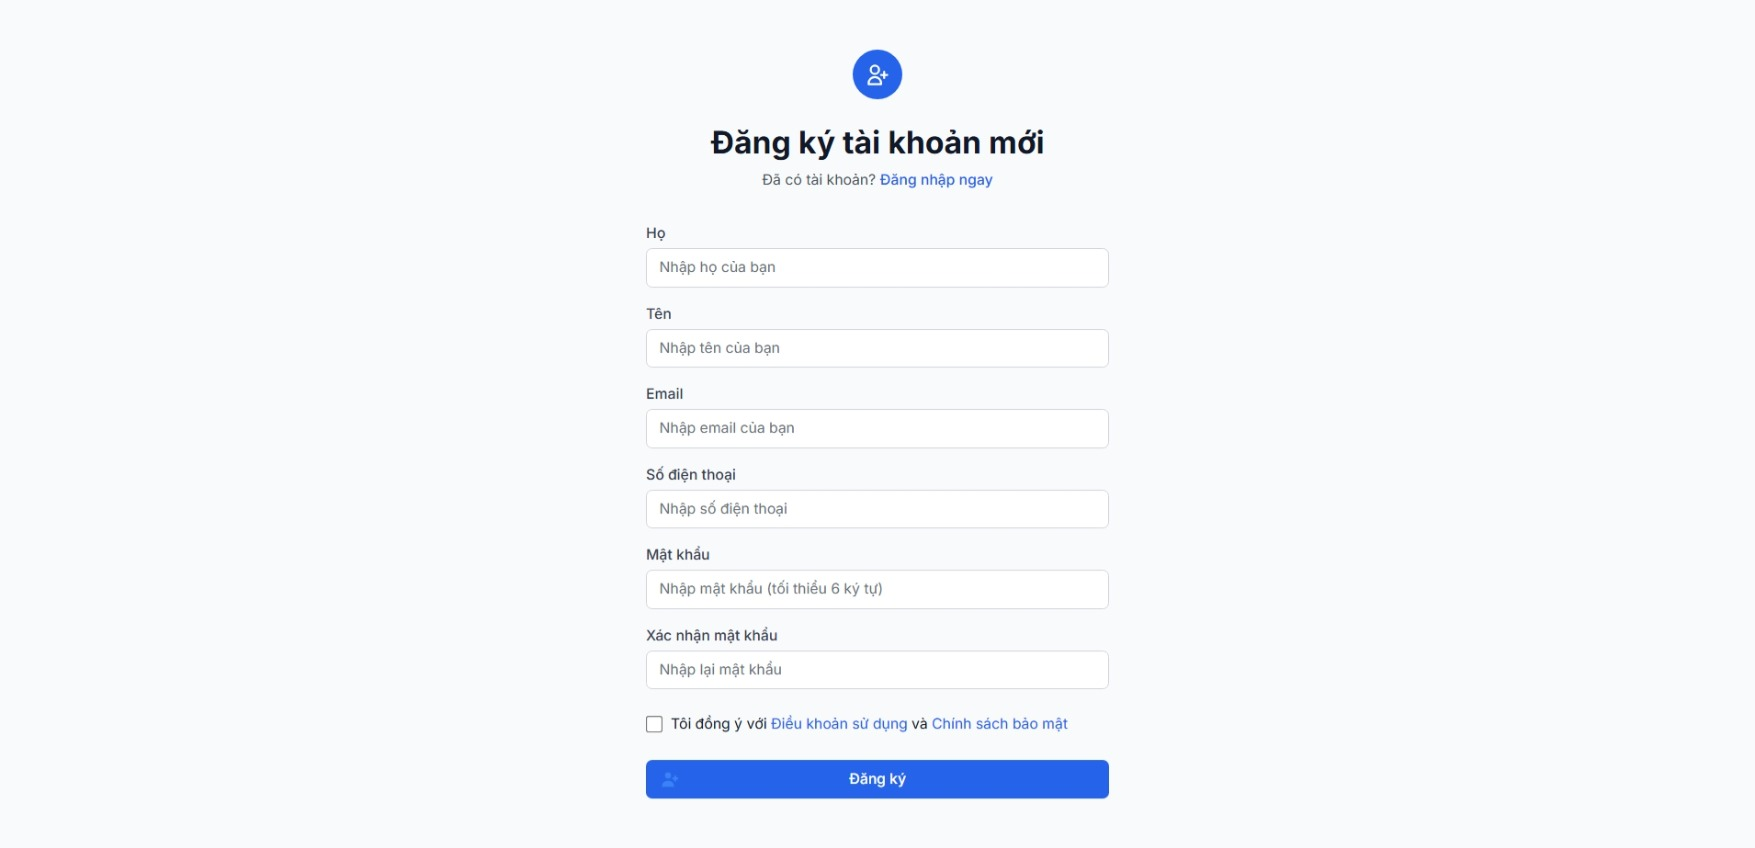 Đăng ký tài khoản mới
Đã có tài khoản? Đăng nhập ngay
Họ
Nhập họ của bạn
Tên
Nhập tên của bạn
Email
Nhập email của bạn
Số điện thoại
Nhập số điện thoại
Mật khẩu
Nhập mật khẩu (tối thiểu 6 ký tự)
Xác nhận mật khẩu
Nhập lại mật khẩu
Tôi đồng ý với Điều khoản sử dụng và Chính sách bảo mật
Đăng ký